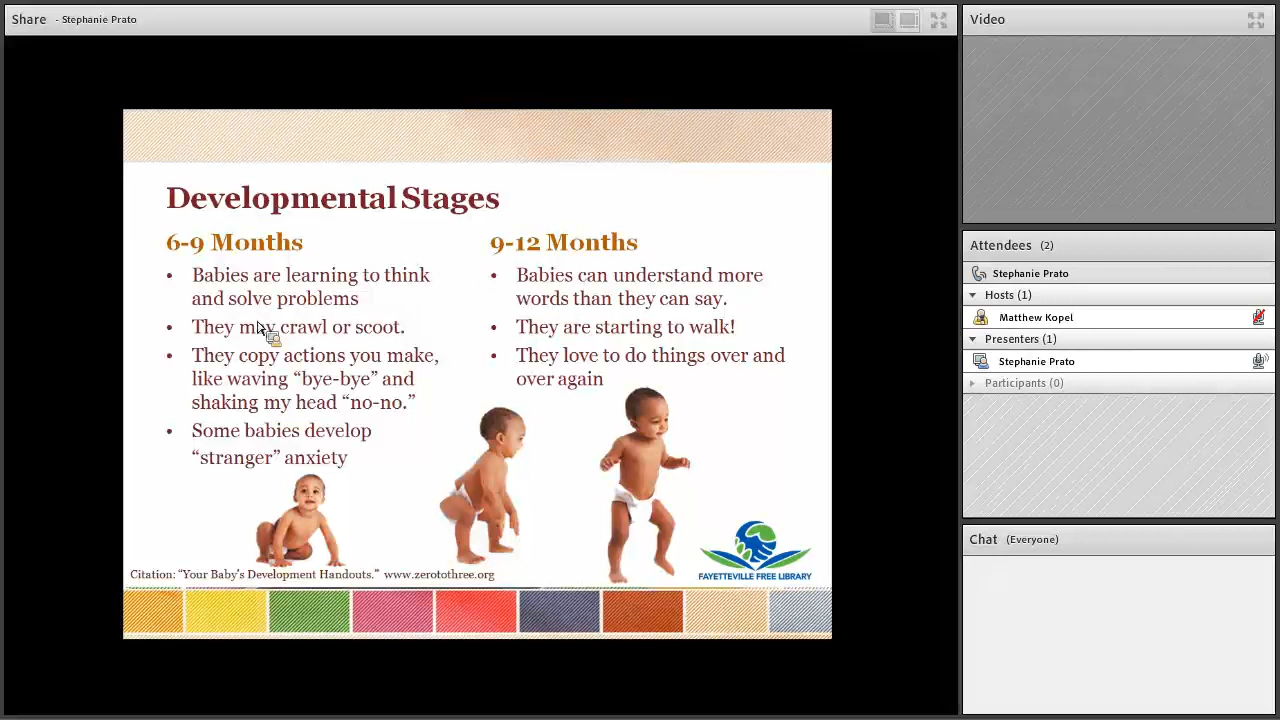 Share - Stephanie Prato
Developmental Stages
6-9 Months
• Babies are learning to think
and solve problems
• They may crawl or scoot.
• They copy actions you make,
like waving “bye-bye” and
shaking my head “no-no.”
• Some babies develop
“stranger” anxiety
9-12 Months
• Babies can understand more
words than they can say.
• They are starting to walk!
• They love to do things over and
over again
FAYETTEVILLE FREE LIBRARY
Citation: “Your Baby’s Development Handouts.” www.zerotothree.org
Video
Attendees (2)
Stephanie Prato
Hosts (1)
Matthew Kopel
Presenters (1)
Stephanie Prato
Participants (0)
Chat (Everyone)